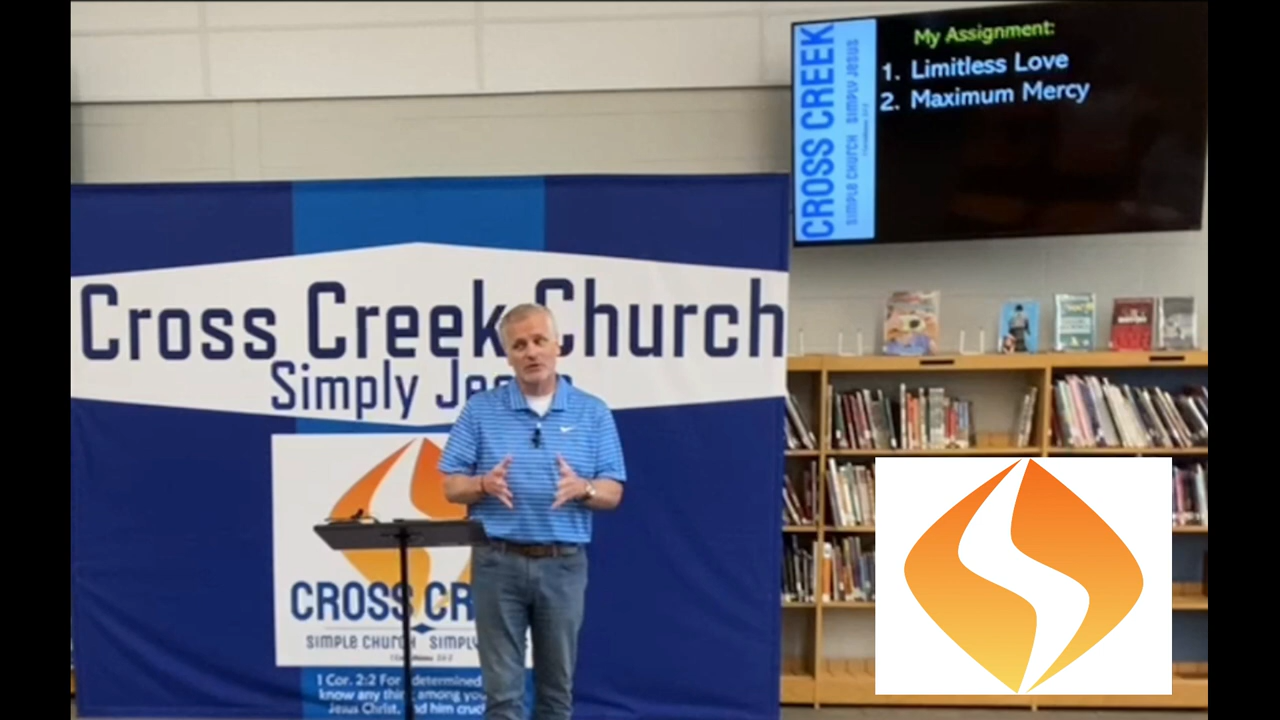 My Assignment:
1. Limitless Love
2. Maximum Mercy
CROSS CREEK
SIMPLE CHURCH SIMPLY JESUS
Cross Creek Church
Simply Je
CROSS CR
SIMPLE CHURCH SIMPLY
1 Cor. 2:2 For determined
know any thing among you
Jesus Christ, and him cruc